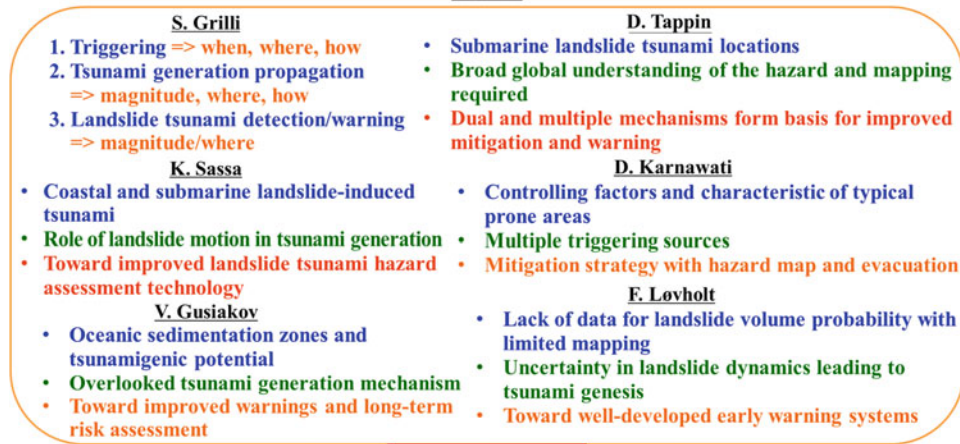 S. Grilli
1. Triggering => when, where, how
2. Tsunami generation propagation
=> magnitude, where, how
3. Landslide tsunami detection/warning
=> magnitude/where
D. Tappin
• Submarine landslide tsunami locations
• Broad global understanding of the hazard and mapping
required
• Dual and multiple mechanisms form basis for improved
mitigation and warning
K. Sassa
• Coastal and submarine landslide-induced
tsunami
• Role of landslide motion in tsunami generation
• Toward improved landslide tsunami hazard
assessment technology
D. Karnawati
• Controlling factors and characteristic of typical
prone areas
• Multiple triggering sources
• Mitigation strategy with hazard map and evacuation
V. Gusiakov
• Oceanic sedimentation zones and
tsunamigenic potential
• Overlooked tsunami generation mechanism
• Toward improved warnings and long-term
risk assessment
F. Løvholt
• Lack of data for landslide volume probability with
limited mapping
• Uncertainty in landslide dynamics leading to
tsunami genesis
• Toward well-developed early warning systems